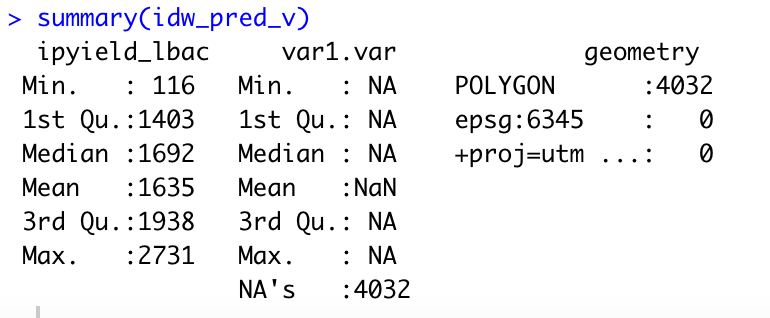 > summary(idw_pred_v)
  ipyield_lbac     var1.var              geometry
 Min.   : 116   Min.   : NA   POLYGON      :4032
 1st Qu.:1403   1st Qu.: NA   epsg:6345    :   0
 Median :1692   Median : NA   +proj=utm ...:   0
 Mean   :1635   Mean   :NaN
 3rd Qu.:1938   3rd Qu.: NA
 Max.   :2731   Max.   : NA
                NA's   :4032